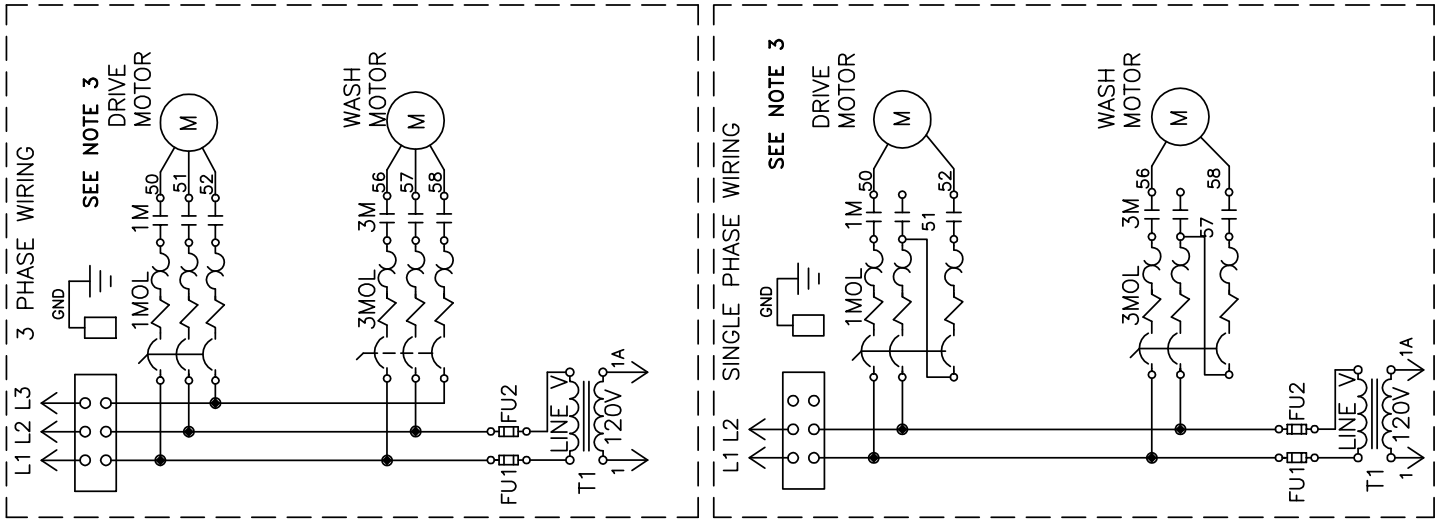 3 PHASE WIRING
SEE NOTE 3
DRIVE
MOTOR
M
50
51
52
1M
1MOL
GND
WASH
MOTOR
M
56
57
58
3M
3MOL
L1
L2
L3
FU1
FU2
LINE V
T1
120V
1
1A
SINGLE PHASE WIRING
SEE NOTE 3
DRIVE
MOTOR
M
50
51
52
1M
1MOL
GND
WASH
MOTOR
M
56
57
58
3M
3MOL
L1
L2
FU1
FU2
LINE V
T1
120V
1
1A